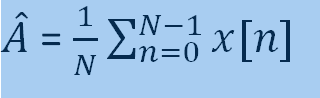 Â = 1/N ∑_{n=0}^{N−1} x[n]